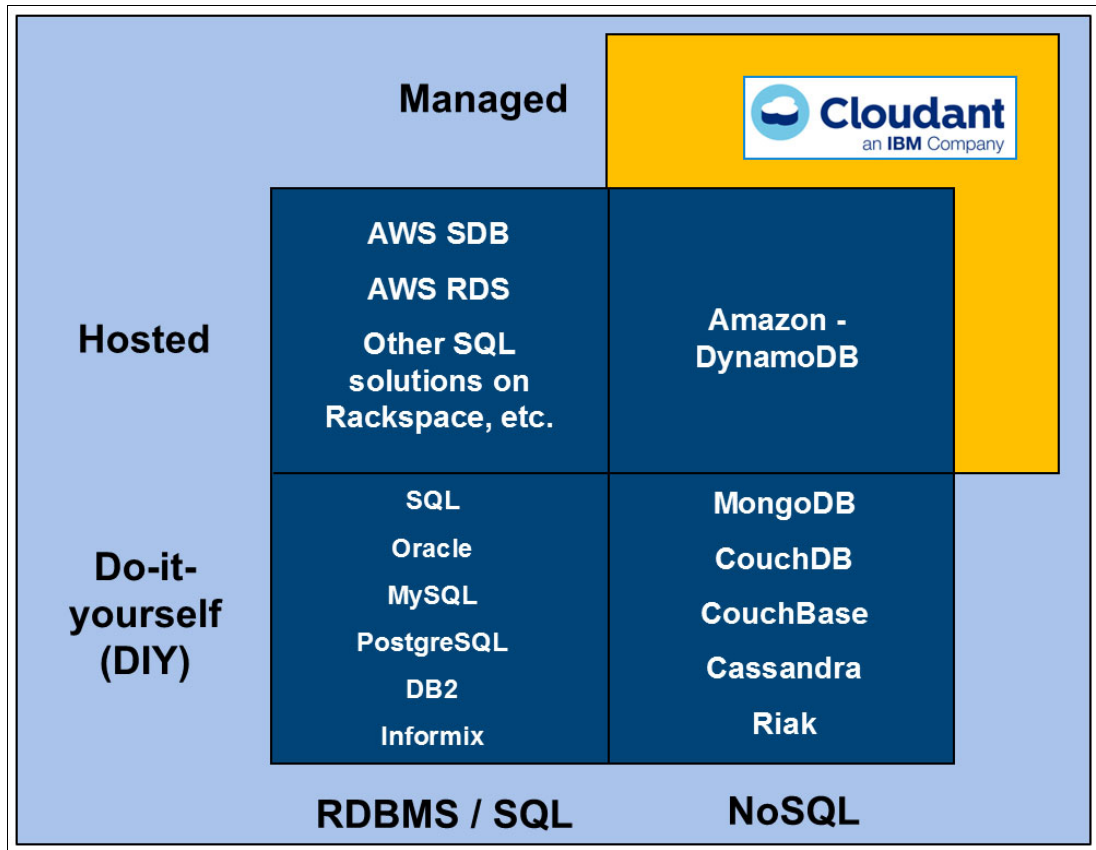 Managed
Cloudant
an IBM Company
Hosted
AWS SDB
AWS RDS
Other SQL
solutions on
Rackspace, etc.
Amazon -
DynamoDB
Do-it-
yourself
(DIY)
SQL
Oracle
MySQL
PostgreSQL
DB2
Informix
MongoDB
CouchDB
CouchBase
Cassandra
Riak
RDBMS / SQL
NoSQL